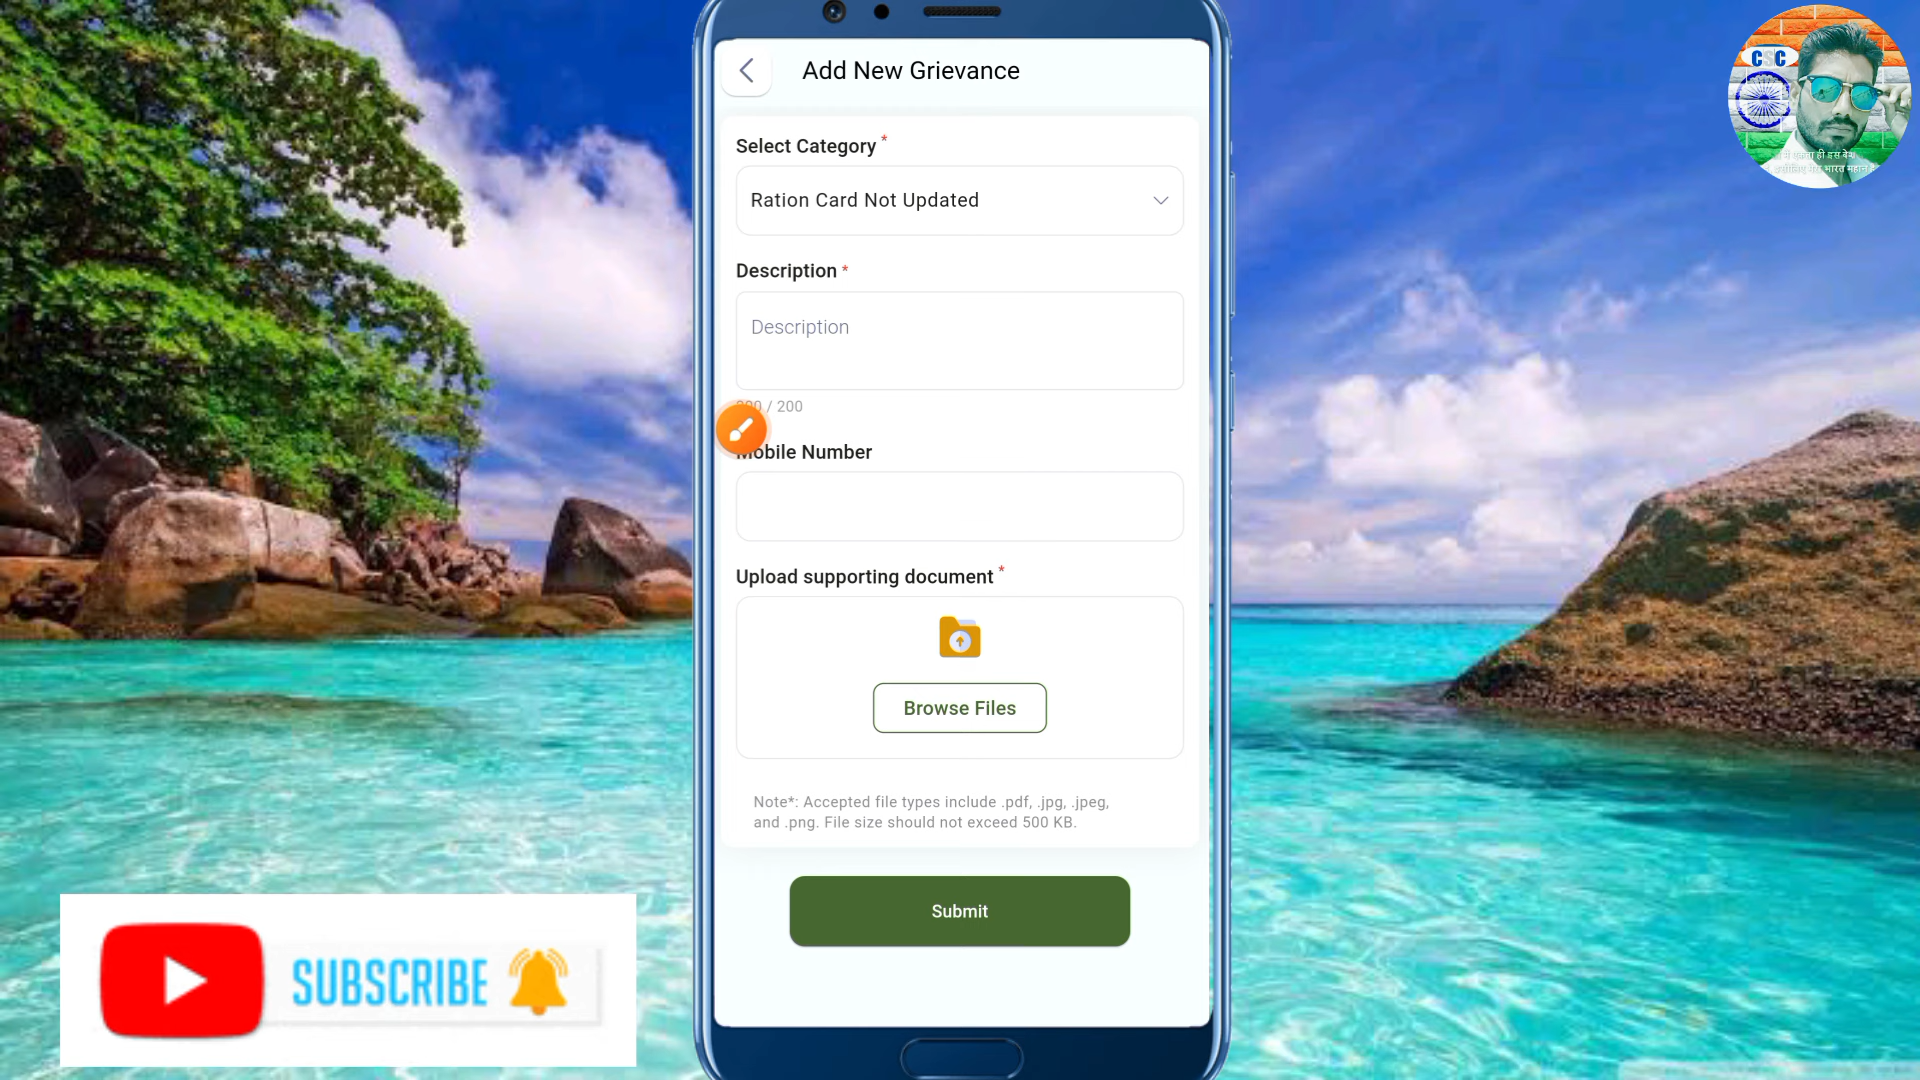 Add New Grievance
CSC
Select Category *
Ration Card Not Updated
Description *
Description
/ 200
Mobile Number
Upload supporting document *
Browse Files
Note*: Accepted file types include .pdf, .jpg, .jpeg,
and .png. File size should not exceed 500 KB.
Submit
SUBSCRIBE